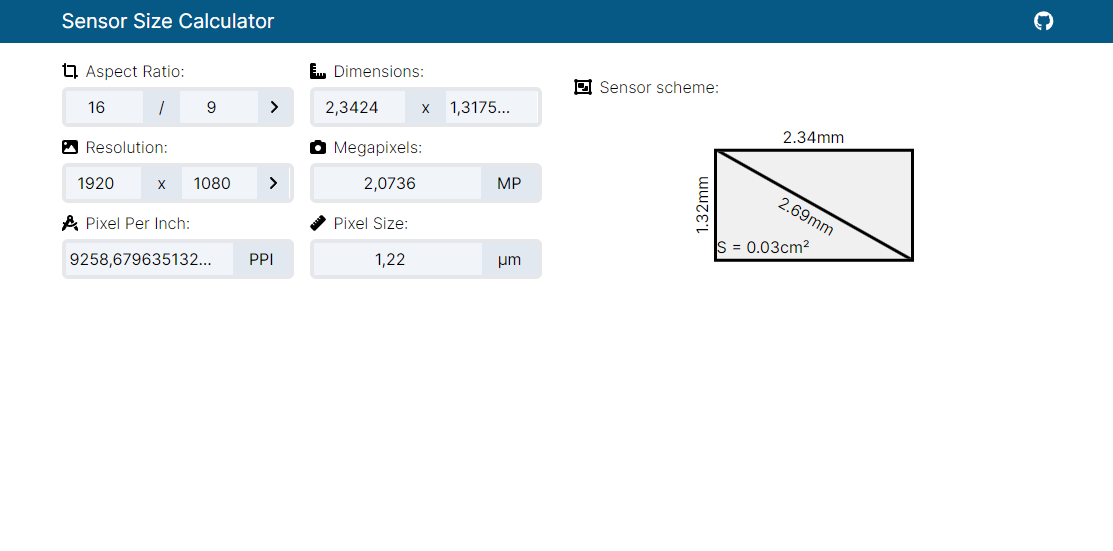 Sensor Size Calculator
Aspect Ratio:
16 / 9
Dimensions:
2,3424 x 1,3175...
Resolution:
1920 x 1080
Megapixels:
2,0736 MP
Pixel Per Inch:
9258,679635132... PPI
Pixel Size:
1,22 µm
Sensor scheme:
2.34mm
1.32mm
2.69mm
S = 0.03cm²